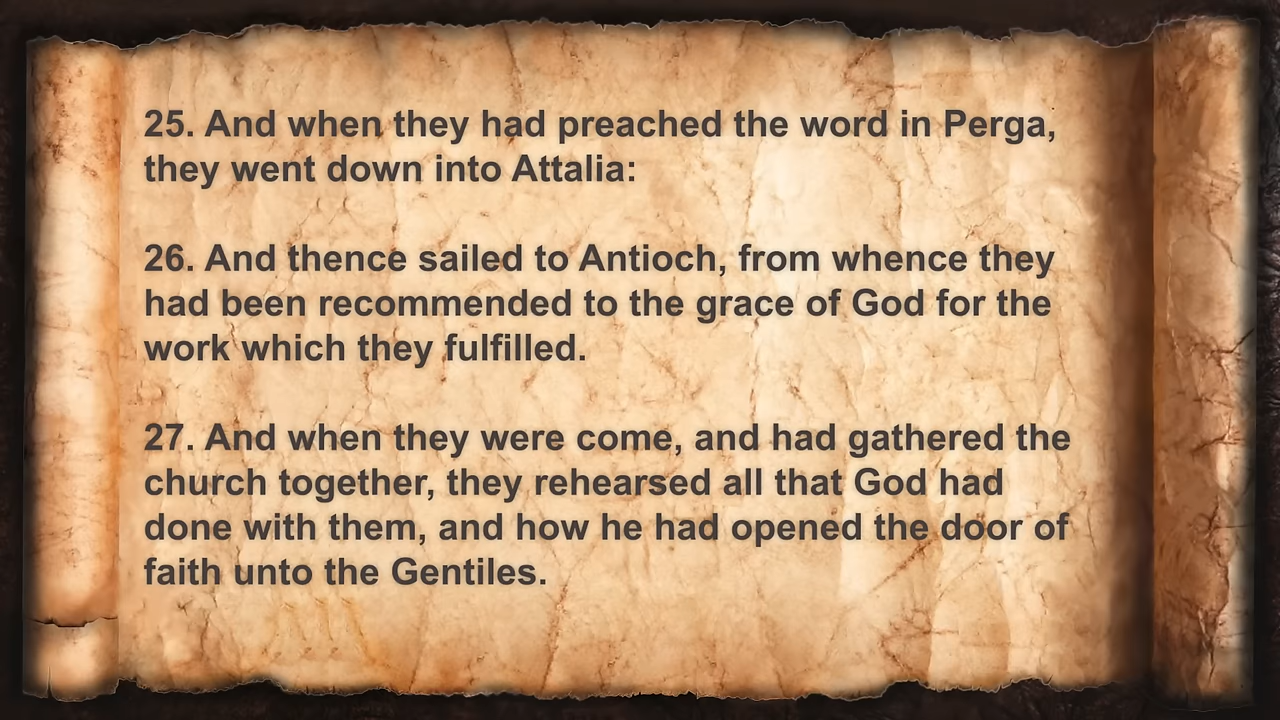 25. And when they had preached the word in Perga,
they went down into Attalia:
26. And thence sailed to Antioch, from whence they
had been recommended to the grace of God for the
work which they fulfilled.
27. And when they were come, and had gathered the
church together, they rehearsed all that God had
done with them, and how he had opened the door of
faith unto the Gentiles.